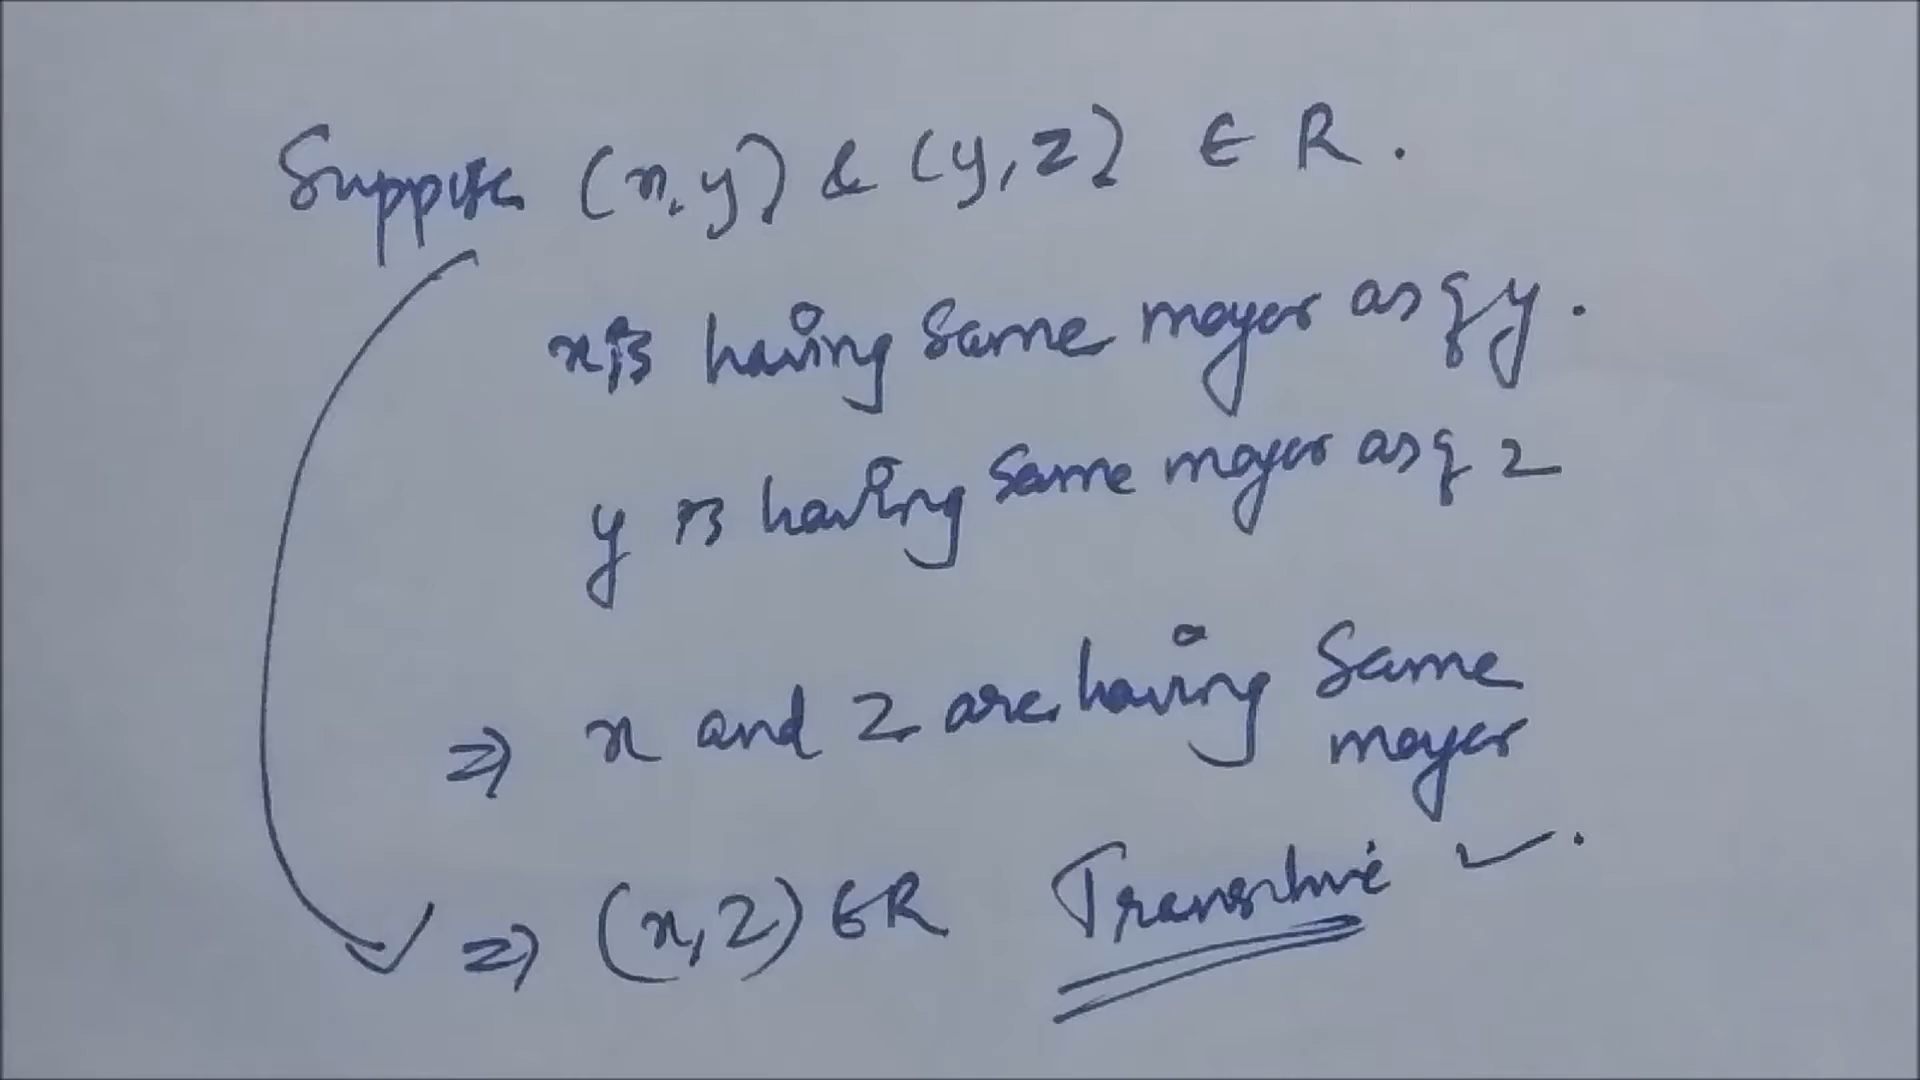 Suppose (x, y) & (y, z) ∈ R.
x is having same mayor as of y.
y is having same mayor as of z
⇒ x and z are having same
mayor
⇒ (x, z) ∈ R Transitive ✓.